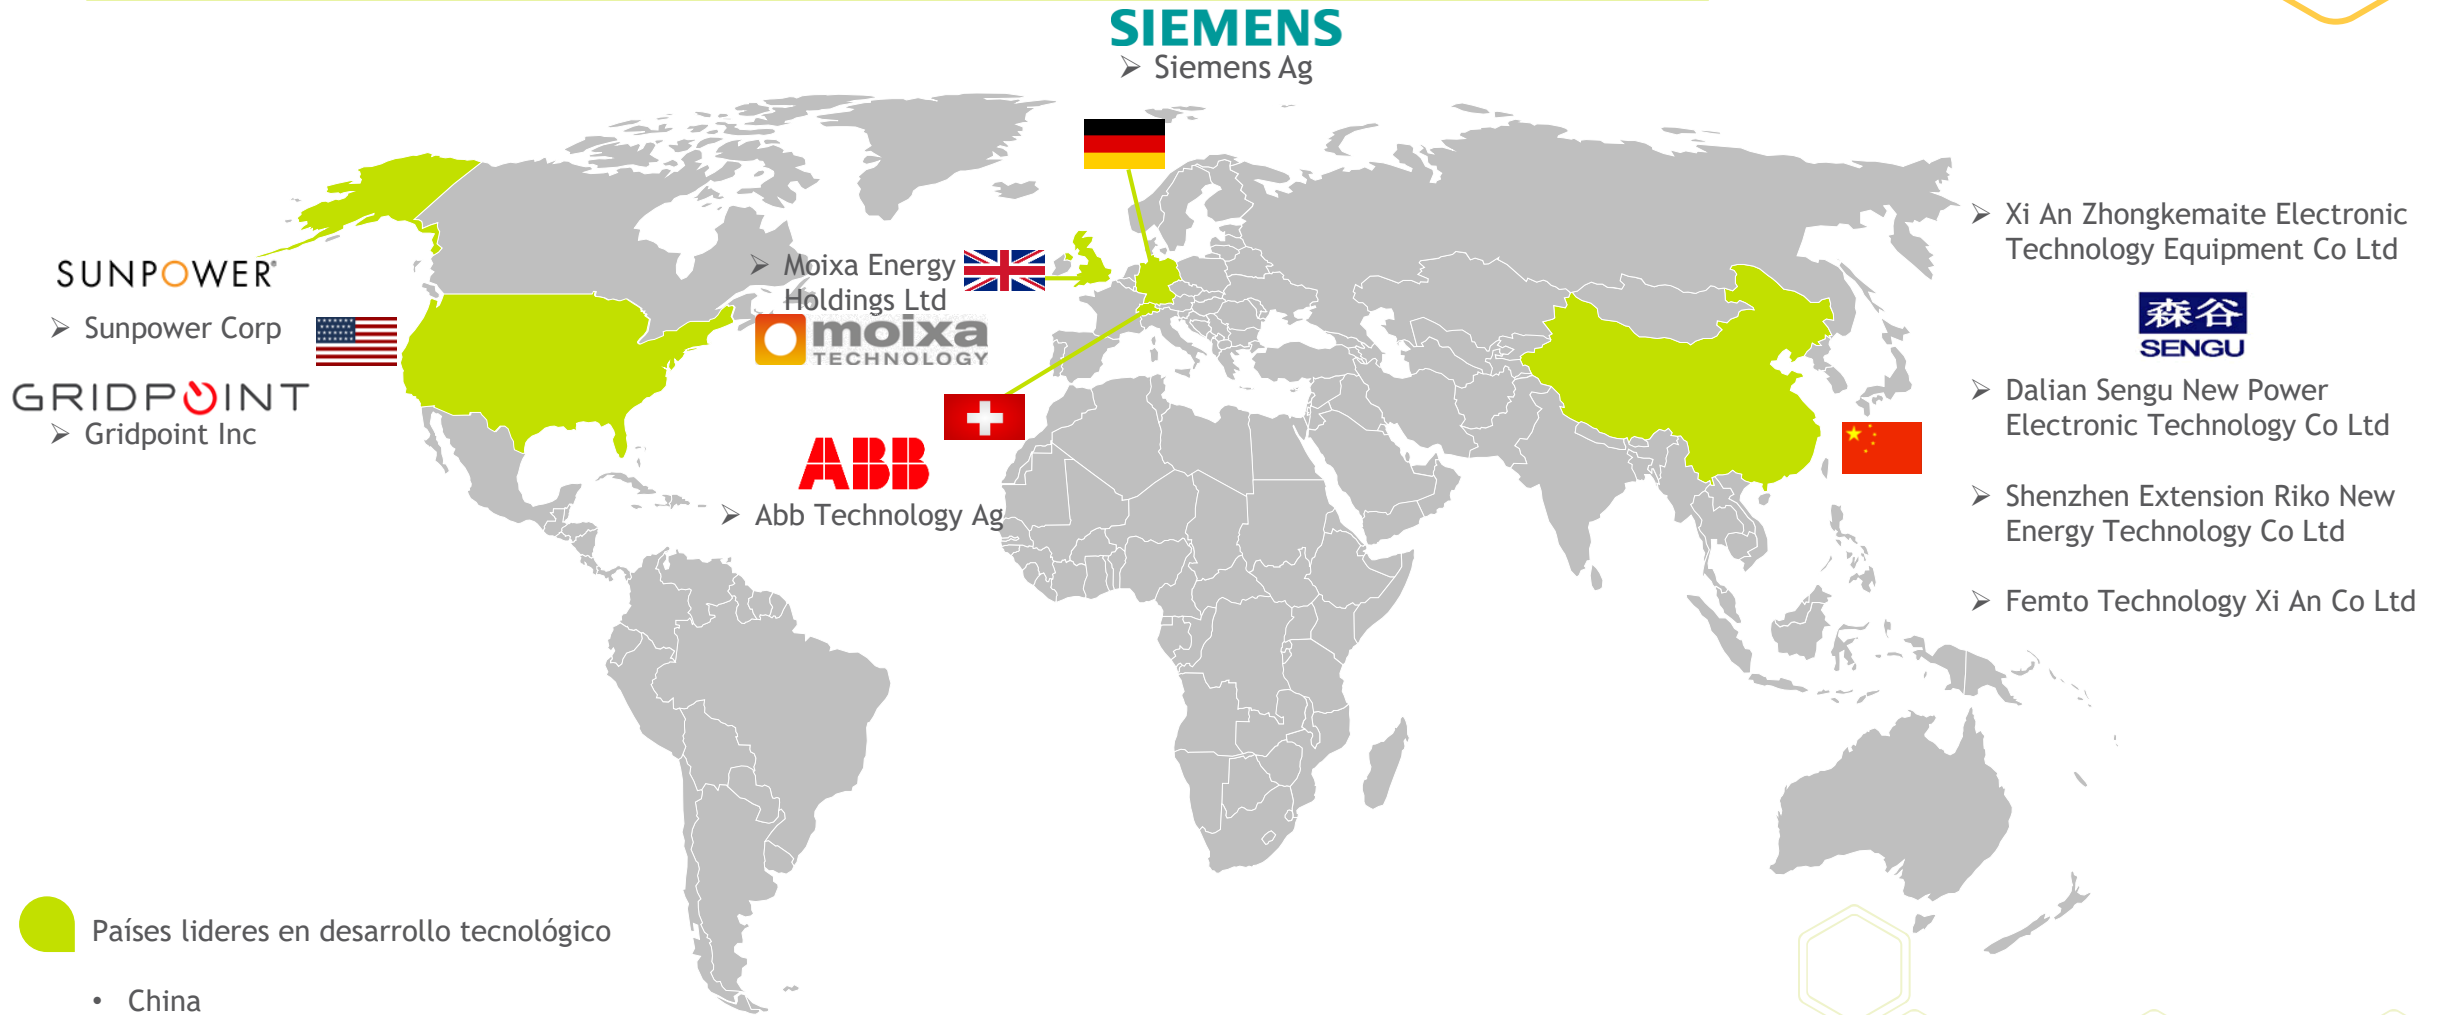 SIEMENS
➢ Siemens Ag
SUNPOWER
➢ Sunpower Corp
GRIDPOINT
➢ Gridpoint Inc
➢ Moixa Energy
Holdings Ltd
moixa
TECHNOLOGY
ABB
➢ Abb Technology Ag
➢ Xi An Zhongkemaite Electronic
Technology Equipment Co Ltd
森谷
SENGU
➢ Dalian Sengu New Power
Electronic Technology Co Ltd
➢ Shenzhen Extension Riko New
Energy Technology Co Ltd
➢ Femto Technology Xi An Co Ltd
Países lideres en desarrollo tecnológico
• China